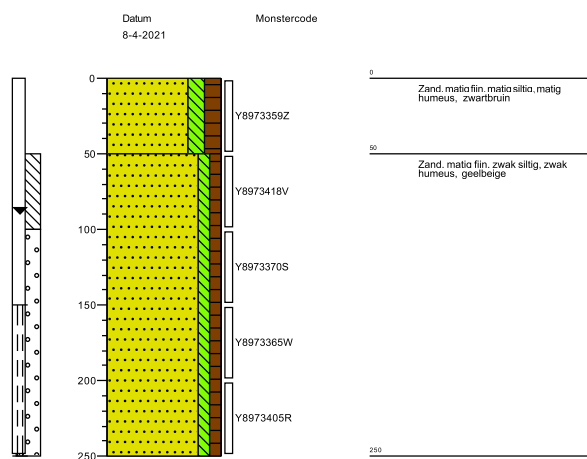 Datum
Monstercode
8-4-2021
0
0
Zand, matig fijn, matig siltig, matig
humeus, zwartbruin
Y8973359Z
50
50
Zand, matig fijn, zwak siltig, zwak
humeus, geelbeige
Y8973418V
100
Y8973370S
150
Y8973365W
200
Y8973405R
250
250